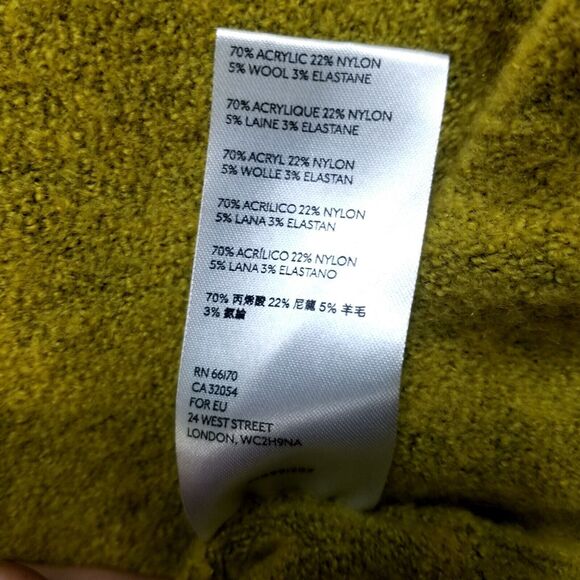 70% ACRYLIC 22% NYLON
5% WOOL 3% ELASTANE
70% ACRYLIQUE 22% NYLON
5% LAINE 3% ELASTANE
70% ACRYL 22% NYLON
5% WOLLE 3% ELASTAN
70% ACRILICO 22% NYLON
5% LANA 3% ELASTAN
70% ACRÍLICO 22% NYLON
5% LANA 3% ELASTANO
70% 丙烯酸 22% 尼龍 5% 羊毛
3% 氨綸
RN 66170
CA 32054
FOR EU
24 WEST STREET
LONDON, WC2H9NA